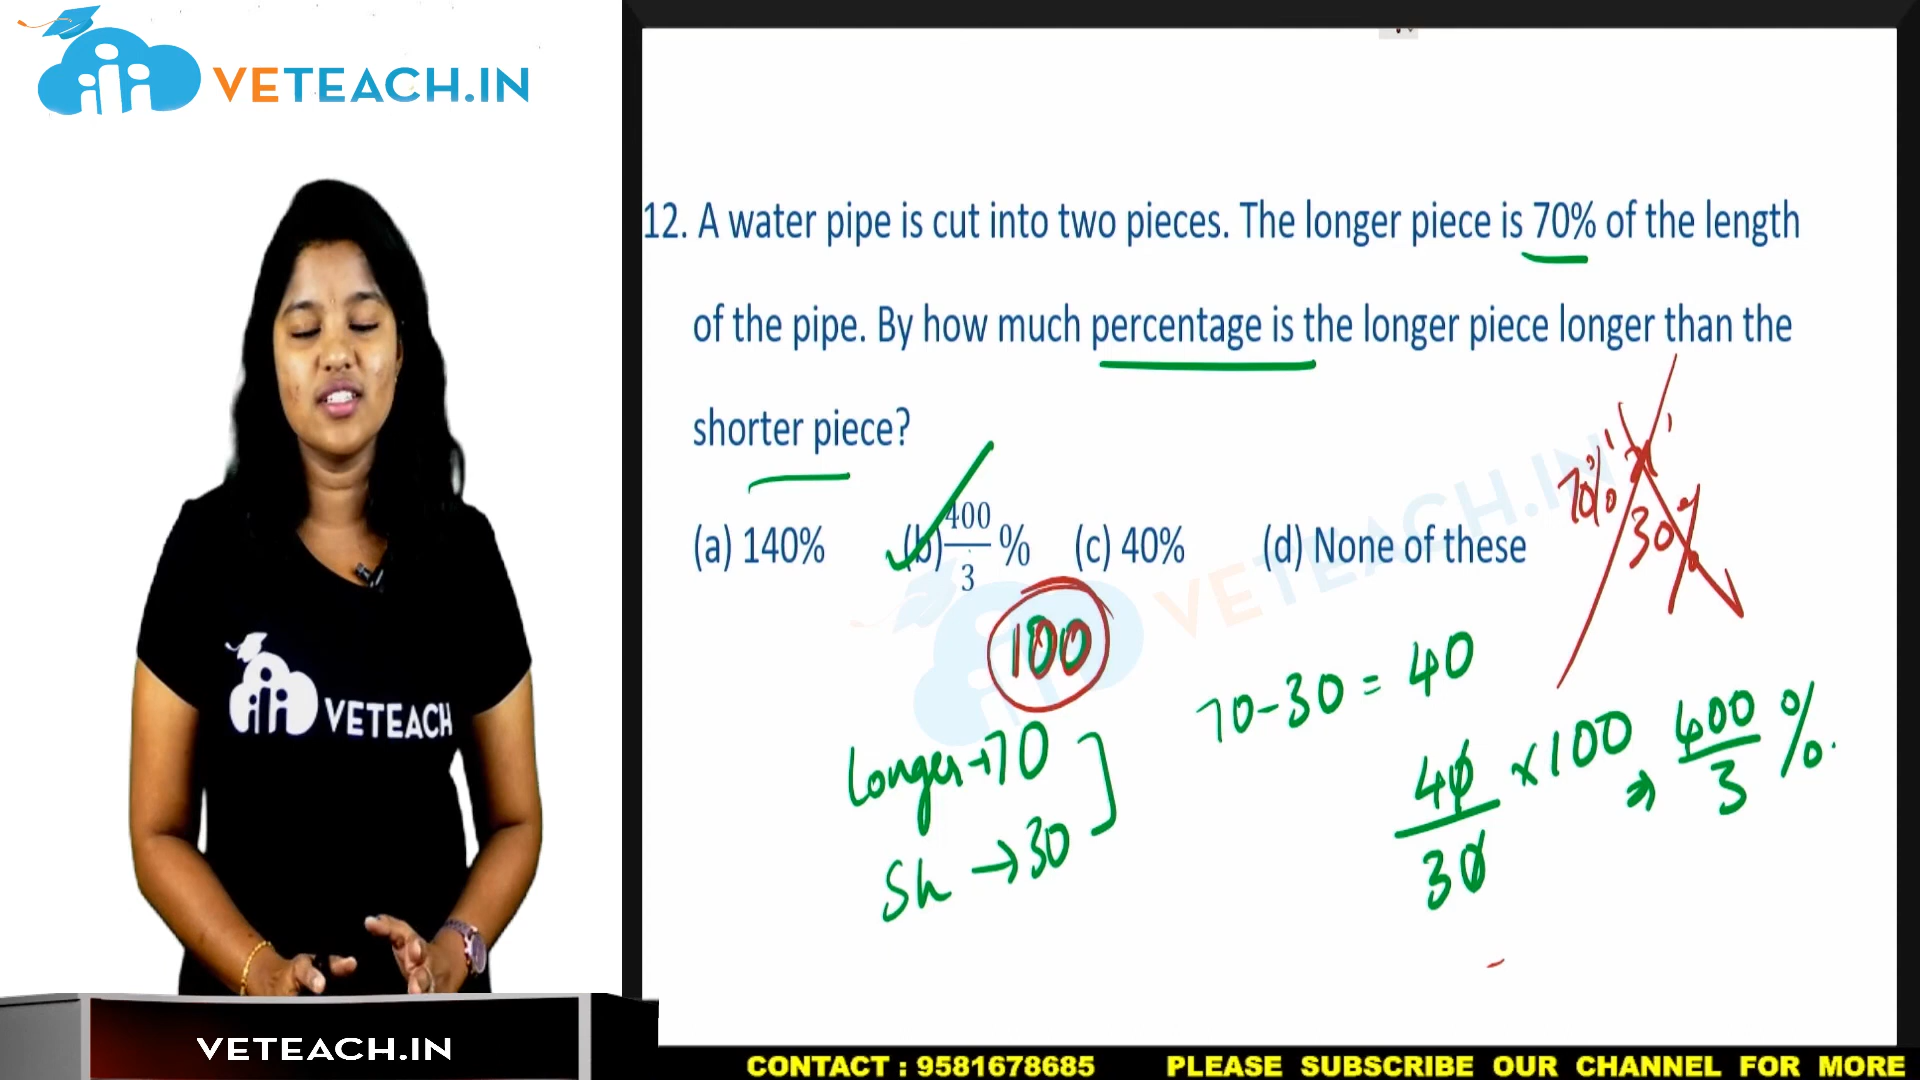 VETEACH.IN
12. A water pipe is cut into two pieces. The longer piece is 70% of the length
of the pipe. By how much percentage is the longer piece longer than the
shorter piece?
(a) 140% (b) 400/3 % (c) 40% (d) None of these
70%
30%
100
70-30 = 40
Longer → 70
Sh → 30
40/30 × 100 ⇒ 400/3 %.
VETEACH.IN
VETEACH
VETEACH.IN
CONTACT : 9581678685 PLEASE SUBSCRIBE OUR CHANNEL FOR MORE